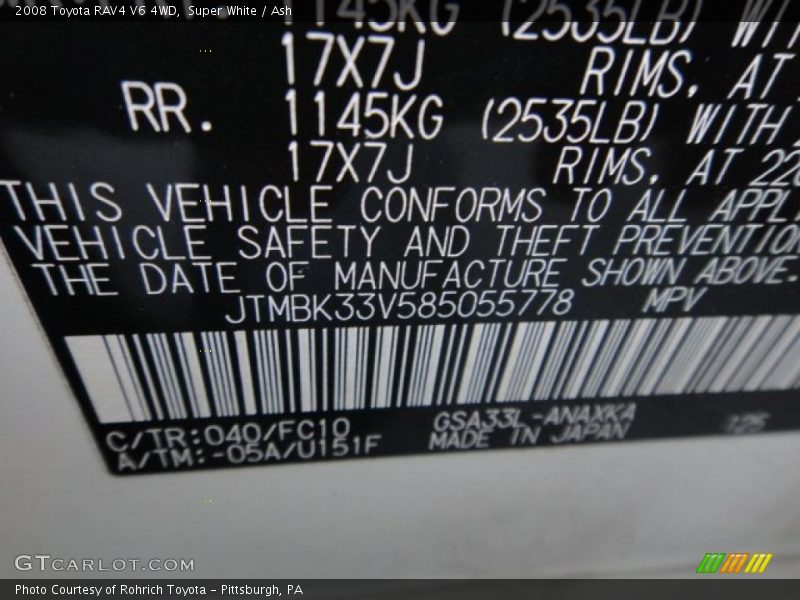 2008 Toyota RAV4 V6 4WD, Super White / Ash
1145KG (2535LB)
17X7J RIMS, AT
RR. 1145KG (2535LB) WITH
17X7J RIMS, AT
THIS VEHICLE CONFORMS TO ALL
VEHICLE SAFETY AND THEFT PREVENTION
THE DATE OF MANUFACTURE SHOWN ABOVE.
JTMBK33V585055778 MPV
C/TR:040/FC10 GSA33L-ANAXKA
A/TM:-05A/U151F MADE IN JAPAN
GTCARLOT.COM
Photo Courtesy of Rohrich Toyota - Pittsburgh, PA